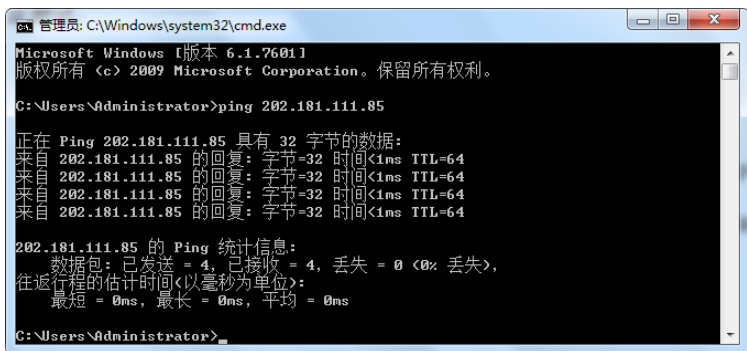 管理员: C:\Windows\system32\cmd.exe
Microsoft Windows [版本 6.1.7601]
版权所有 (c) 2009 Microsoft Corporation。保留所有权利。
C:\Users\Administrator>ping 202.181.111.85
正在 Ping 202.181.111.85 具有 32 字节的数据:
来自 202.181.111.85 的回复: 字节=32 时间<1ms TTL=64
来自 202.181.111.85 的回复: 字节=32 时间<1ms TTL=64
来自 202.181.111.85 的回复: 字节=32 时间<1ms TTL=64
来自 202.181.111.85 的回复: 字节=32 时间<1ms TTL=64
202.181.111.85 的 Ping 统计信息:
数据包: 已发送 = 4，已接收 = 4，丢失 = 0 (0% 丢失)，
往返行程的估计时间(以毫秒为单位):
最短 = 0ms，最长 = 0ms，平均 = 0ms
C:\Users\Administrator>_